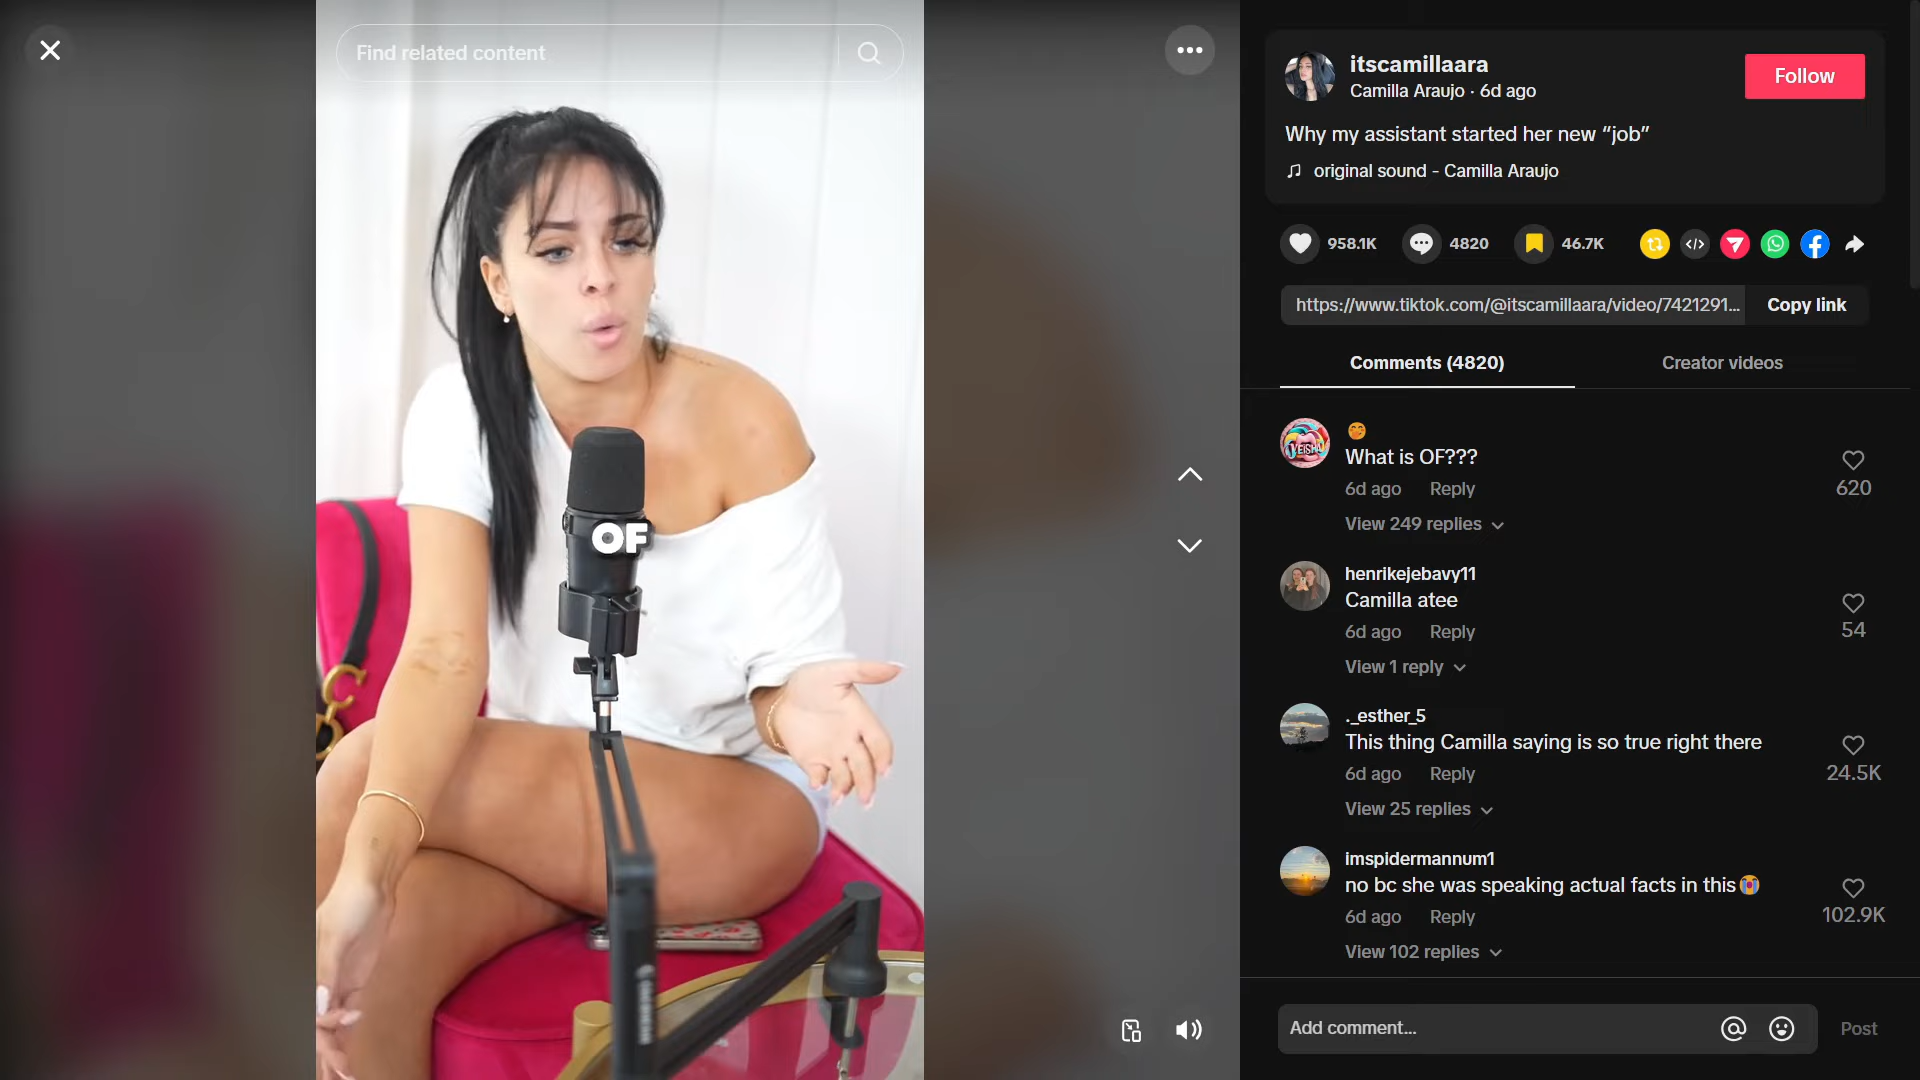 Find related content
OF
itscamillaara
Camilla Araujo · 6d ago
Follow
Why my assistant started her new “job”
original sound - Camilla Araujo
958.1K
4820
46.7K
https://www.tiktok.com/@itscamillaara/video/7421291...
Copy link
Comments (4820)
Creator videos
What is OF???
6d ago Reply
620
View 249 replies
henrikejebavy11
Camilla atee
6d ago Reply
54
View 1 reply
._esther_5
This thing Camilla saying is so true right there
6d ago Reply
24.5K
View 25 replies
imspidermannum1
no bc she was speaking actual facts in this😭
6d ago Reply
102.9K
View 102 replies
Add comment...
Post